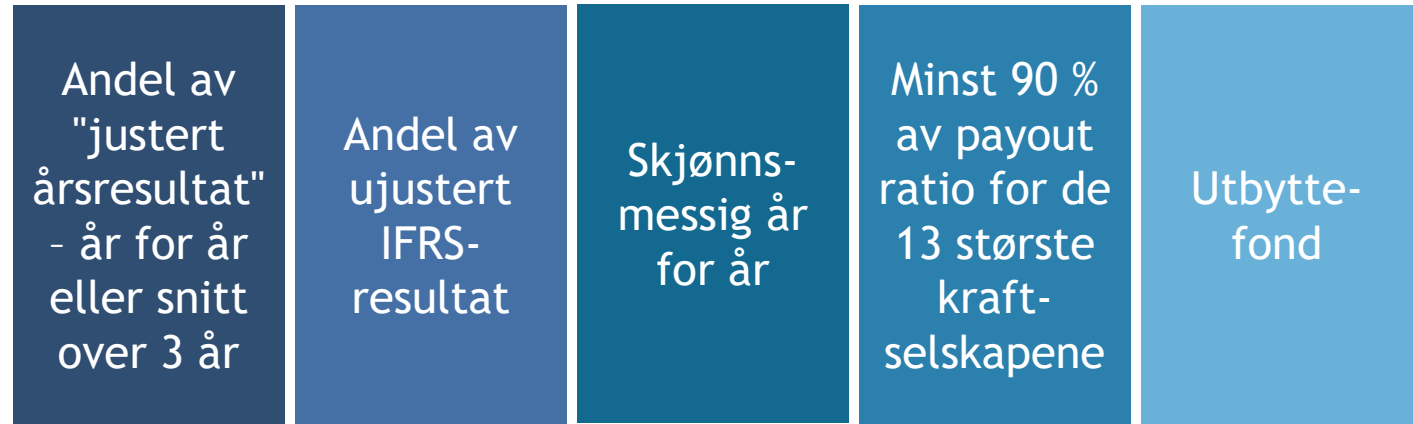 Andel av
"justert
årsresultat"
– år for år
eller snitt
over 3 år
Andel av
ujustert
IFRS-
resultat
Skjønns-
messig år
for år
Minst 90 %
av payout
ratio for de
13 største
kraft-
selskapene
Utbytte-
fond